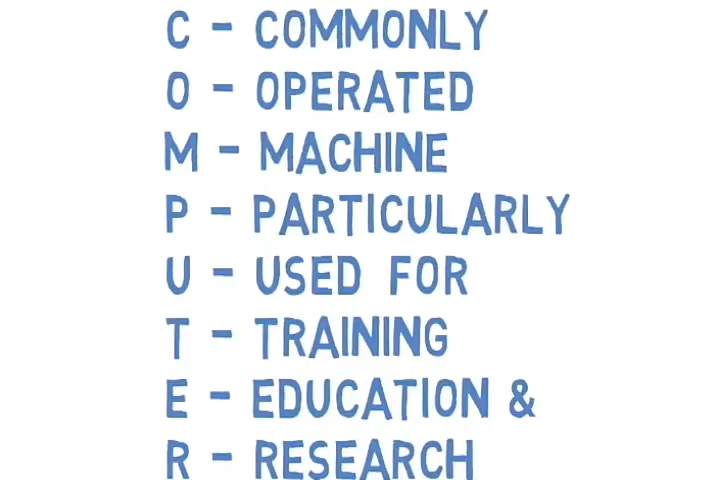 C - COMMONLY
O - OPERATED
M - MACHINE
P - PARTICULARLY
U - USED FOR
T - TRAINING
E - EDUCATION &
R - RESEARCH